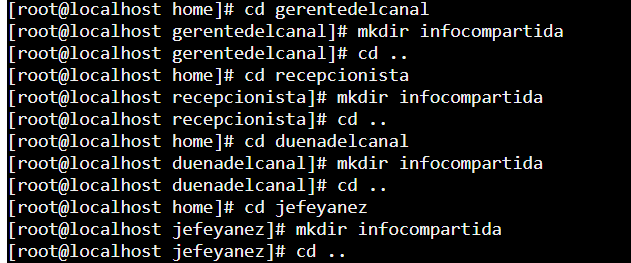 [root@localhost home]# cd gerentedelcanal
[root@localhost gerentedelcanal]# mkdir infocompartida
[root@localhost gerentedelcanal]# cd ..
[root@localhost home]# cd recepcionista
[root@localhost recepcionista]# mkdir infocompartida
[root@localhost recepcionista]# cd ..
[root@localhost home]# cd duenadelcanal
[root@localhost duenadelcanal]# mkdir infocompartida
[root@localhost duenadelcanal]# cd ..
[root@localhost home]# cd jefeyanez
[root@localhost jefeyanez]# mkdir infocompartida
[root@localhost jefeyanez]# cd ..